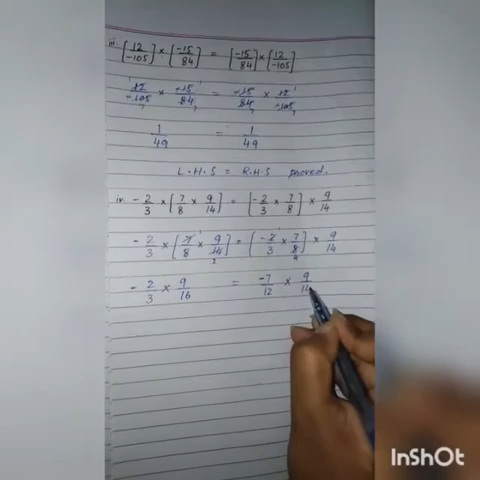 iii. [12/-105] × [-15/84] = [-15/84] × [12/-105]
12/-105 × -15/84 = -15/84 × 12/-105
1/49 = 1/49
L.H.S = R.H.S proved.
iv. -2/3 × [7/8 × 9/14] = [-2/3 × 7/8] × 9/14
-2/3 × [7/8 × 9/14] = [-2/3 × 7/8] × 9/14
-2/3 × 9/16 = -7/12 × 9/14
InShOt